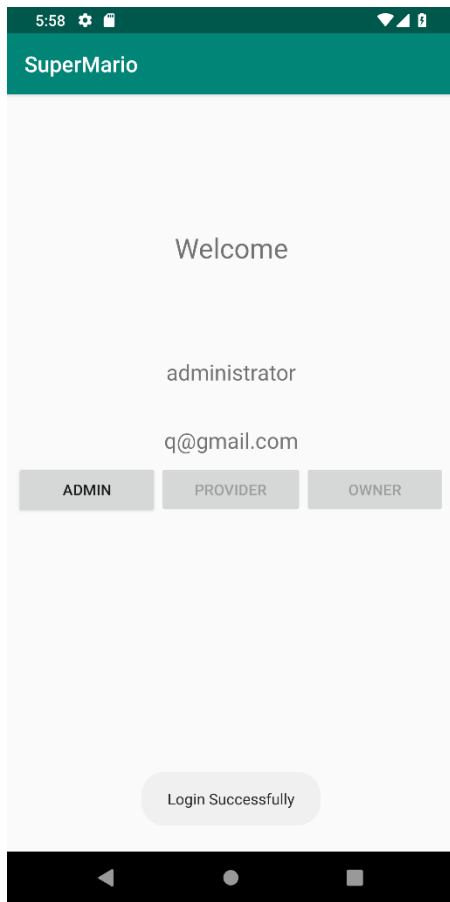 5:58
SuperMario
Welcome
administrator
q@gmail.com
ADMIN PROVIDER OWNER
Login Successfully